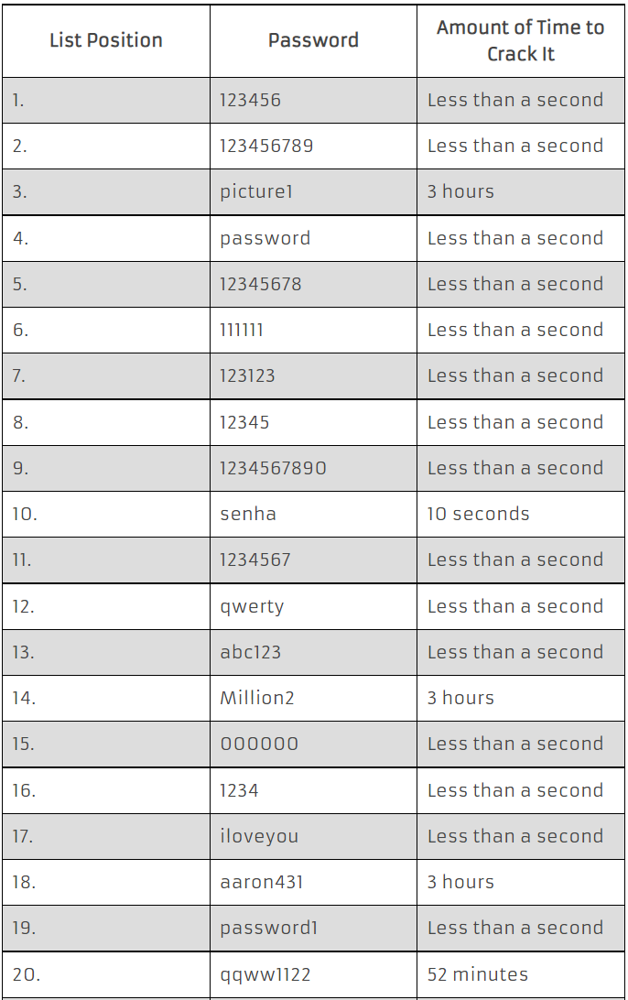 List Position Password Amount of Time to
Crack It
1. 123456 Less than a second
2. 123456789 Less than a second
3. picture1 3 hours
4. password Less than a second
5. 12345678 Less than a second
6. 111111 Less than a second
7. 123123 Less than a second
8. 12345 Less than a second
9. 1234567890 Less than a second
10. senha 10 seconds
11. 1234567 Less than a second
12. qwerty Less than a second
13. abc123 Less than a second
14. Million2 3 hours
15. 000000 Less than a second
16. 1234 Less than a second
17. iloveyou Less than a second
18. aaron431 3 hours
19. password1 Less than a second
20. qqww1122 52 minutes